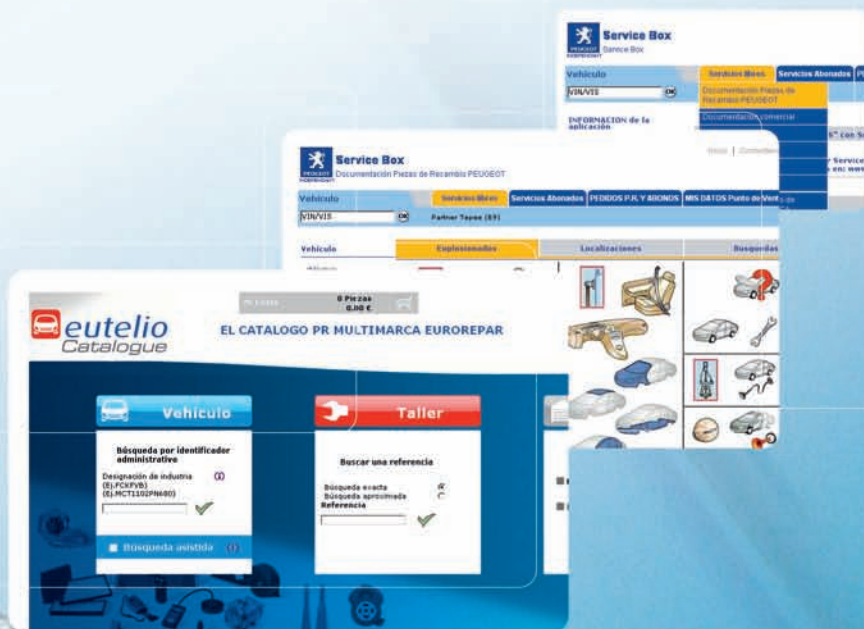 PEUGEOT
Service Box
Service Box
Vehículo
Servicios libres
Servicios Abonados
VIN/VIS
OK
Documentación Piezas de
Recambio PEUGEOT
Documentación comercial
INFORMACION de la
aplicación
PEUGEOT
Service Box
Documentación Piezas de Recambio PEUGEOT
Vehículo
Servicios libres
Servicios Abonados
PEDIDOS P.R. Y ABONOS
MIS DATOS Punto de Venta
VIN/VIS
OK
Partner Tepee (B9)
Vehículo
Explosionados
Localizaciones
Busquedas
eutelio
Catalogue
0 Piezas
0.00 €
EL CATALOGO PR MULTIMARCA EUROREPAR
Vehículo
Búsqueda por identificador
administrativo
Designación de industria
(Ej.FCKFVB)
(Ej.MCT1102PN680)
Búsqueda asistida
Taller
Buscar una referencia
Búsqueda exacta
Búsqueda aproximada
Referencia